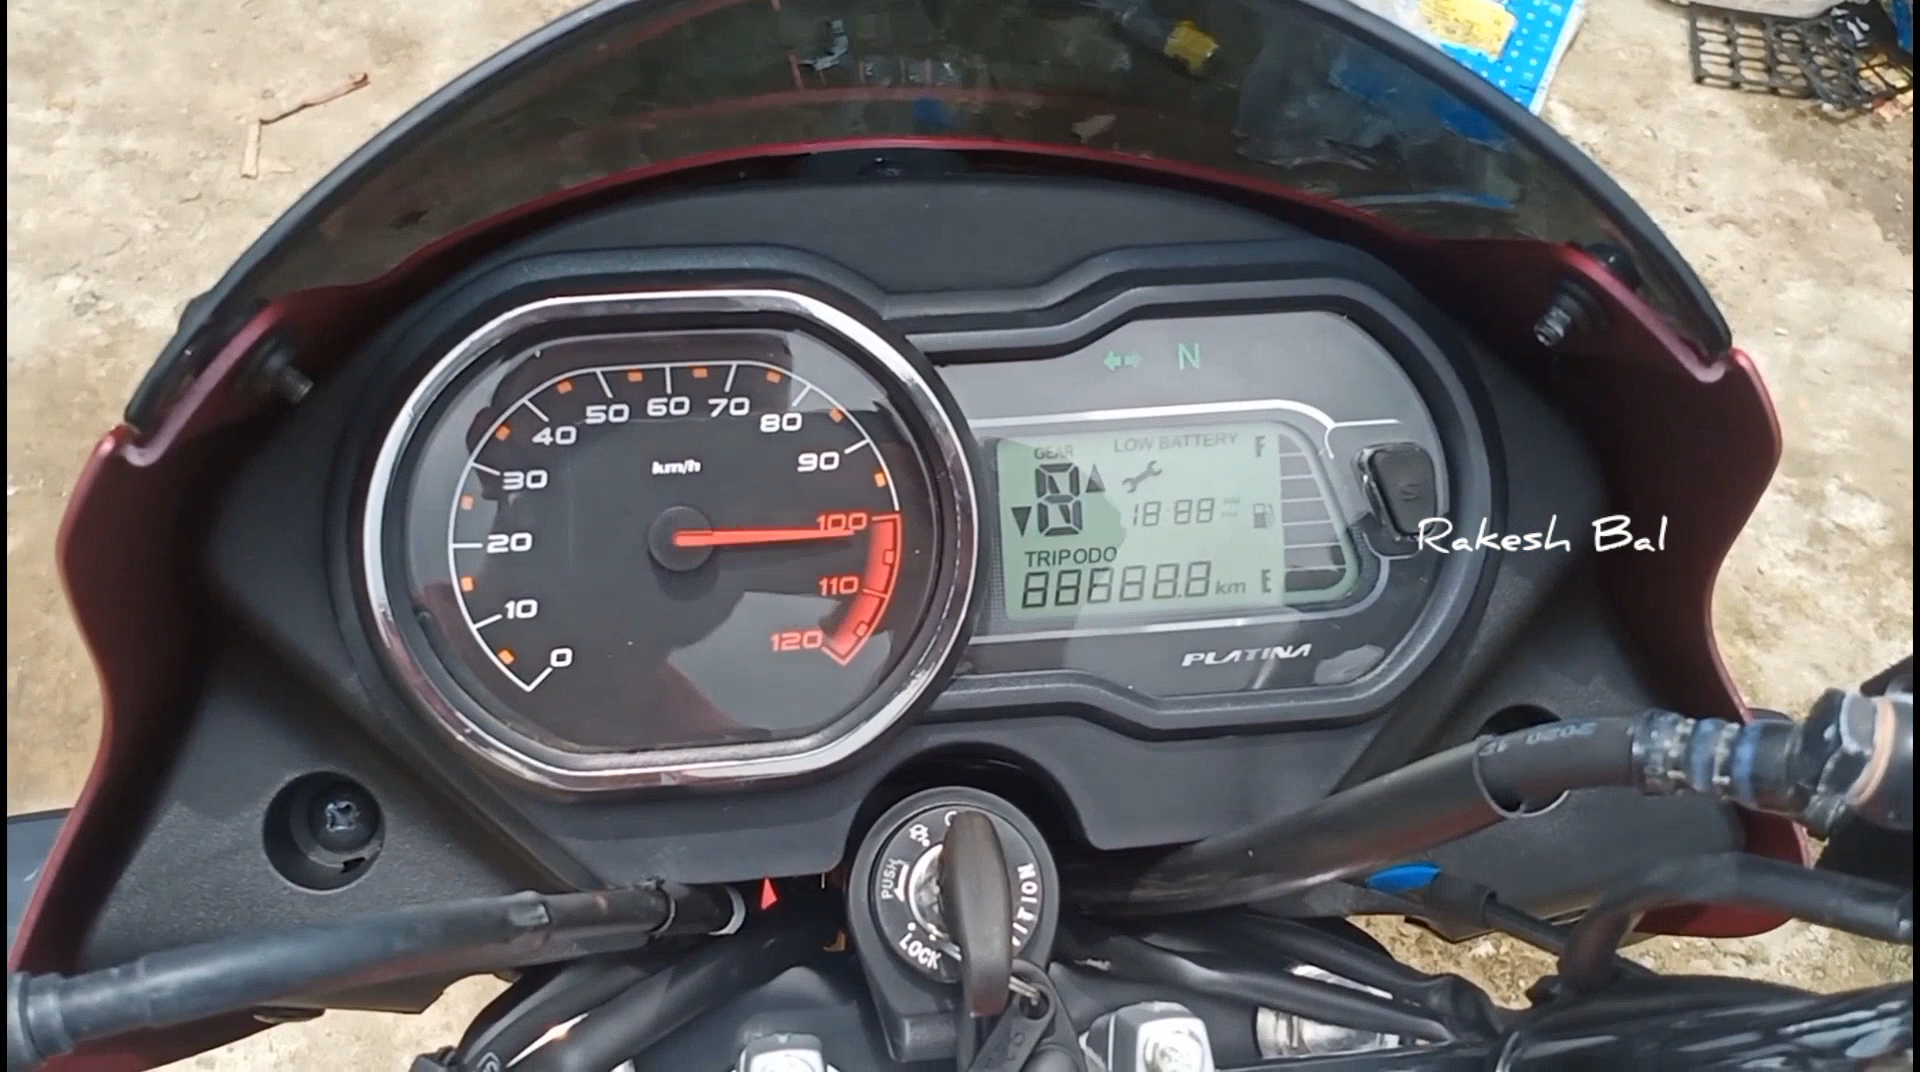 50 60 70
40 80
30 90
km/h
20 100
10 110
0 120
N
GEAR LOW BATTERY F
8 18:88
TRIPODO
88888.8 km E
PLATINA
Rakesh Bal
PUSH
LOCK
2020